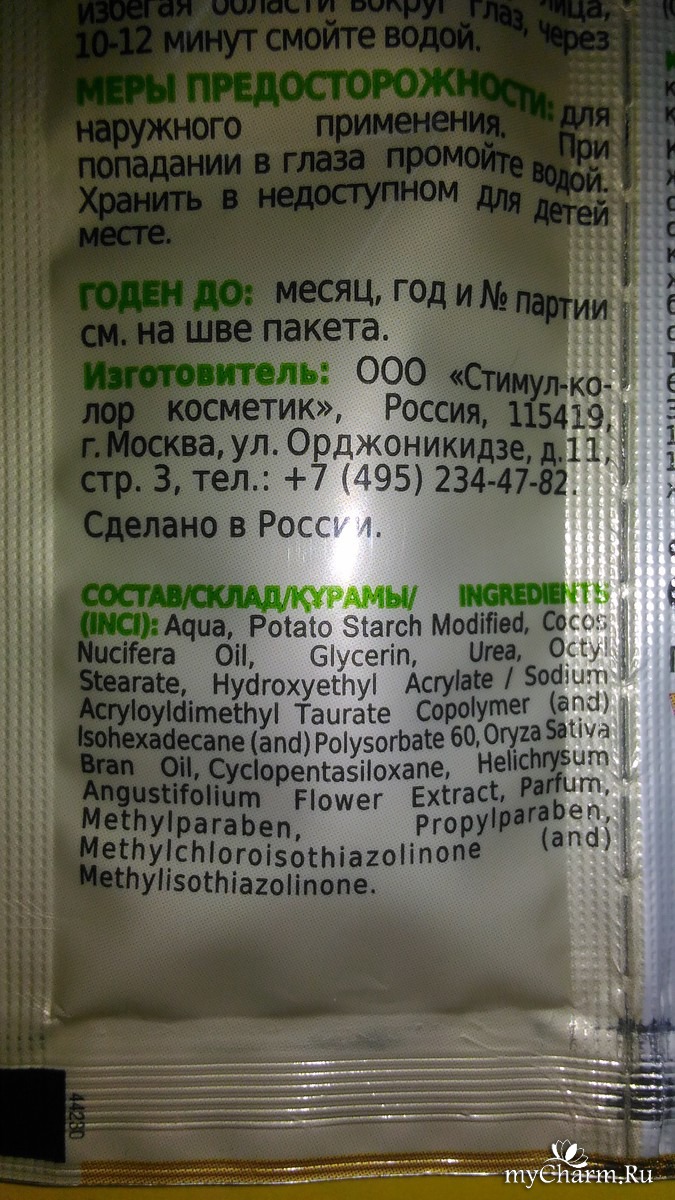 избегая области вокруг глаз, через
10-12 минут смойте водой.
МЕРЫ ПРЕДОСТОРОЖНОСТИ: для
наружного применения. При
попадании в глаза промойте водой.
Хранить в недоступном для детей
месте.
ГОДЕН ДО: месяц, год и № партии
см. на шве пакета.
Изготовитель: ООО «Стимул-ко-
лор косметик», Россия, 115419,
г. Москва, ул. Орджоникидзе, д.11,
стр. 3, тел.: +7 (495) 234-47-82.
Сделано в России.
СОСТАВ/СКЛАД/ҚҰРАМЫ/ INGREDIENTS
(INCI): Aqua, Potato Starch Modified, Cocos
Nucifera Oil, Glycerin, Urea, Octyl
Stearate, Hydroxyethyl Acrylate / Sodium
Acryloyldimethyl Taurate Copolymer (and)
Isohexadecane (and) Polysorbate 60, Oryza Sativa
Bran Oil, Cyclopentasiloxane, Helichrysum
Angustifolium Flower Extract, Parfum,
Methylparaben, Propylparaben,
Methylchloroisothiazolinone (and)
Methylisothiazolinone.
44230
myCharm.Ru